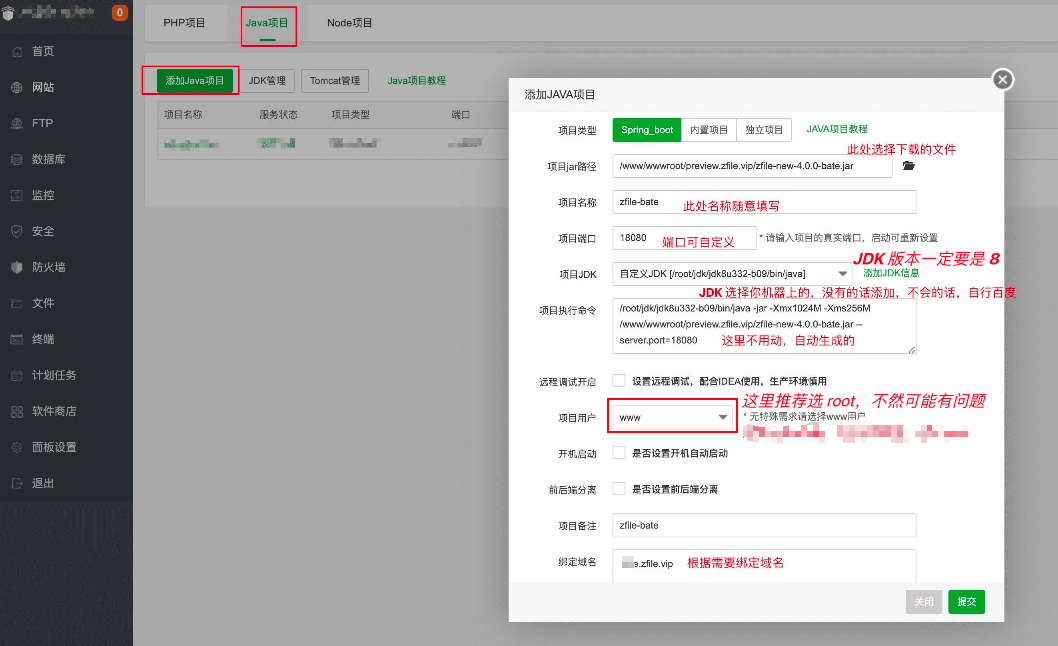 0
首页
网站
FTP
数据库
监控
安全
防火墙
文件
终端
计划任务
软件商店
面板设置
退出
PHP项目
Java项目
Node项目
添加Java项目
JDK管理
Tomcat管理
Java项目教程
项目名称
服务状态
项目类型
端口
添加JAVA项目
项目类型
Spring_boot
内置项目
独立项目
JAVA项目教程
此处选择下载的文件
项目jar路径
/www/wwwroot/preview.zfile.vip/zfile-new-4.0.0-bate.jar
项目名称
zfile-bate
此处名称随意填写
项目端口
18080
端口可自定义
* 请输入项目的真实端口，启动可重新设置
JDK 版本一定要是 8
项目JDK
自定义JDK [/root/jdk/jdk8u332-b09/bin/java]
添加JDK信息
JDK 选择你机器上的，没有的话添加，不会的话，自行百度
项目执行命令
/root/jdk/jdk8u332-b09/bin/java -jar -Xmx1024M -Xms256M
/www/wwwroot/preview.zfile.vip/zfile-new-4.0.0-bate.jar --
server.port=18080
这里不用动，自动生成的
远程调试开启
设置远程调试，配合IDEA使用，生产环境慎用
这里推荐选 root，不然可能有问题
项目用户
www
* 无特殊需求请选择www用户
开机启动
是否设置开机自动启动
前后端分离
是否设置前后端分离
项目备注
zfile-bate
绑定域名
e.zfile.vip
根据需要绑定域名
关闭
提交